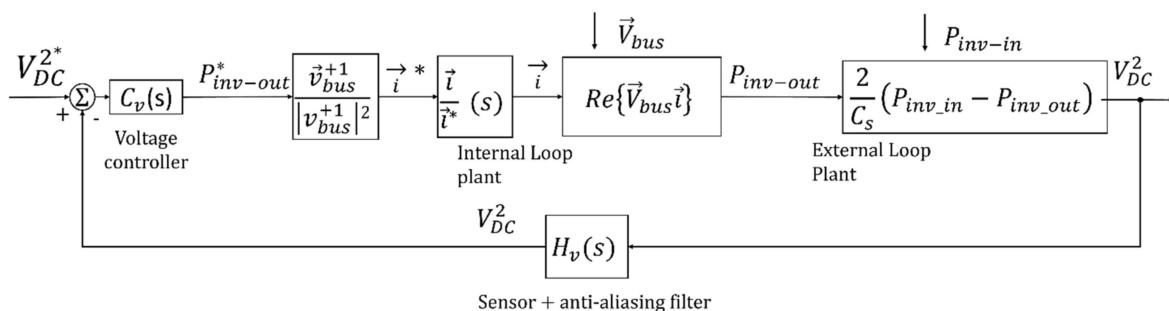 V⃗_bus
P_inv-in
V_DC^2*
Σ
+
-
C_v(s)
Voltage
controller
P*_inv-out
v⃗_bus^+1
|v_bus^+1|^2
i⃗ *
i⃗
i⃗*
(s)
Internal Loop
plant
i⃗
Re{V⃗_bus i⃗}
P_inv-out
2
C_s
(P_inv_in − P_inv_out)
External Loop
Plant
V_DC^2
V_DC^2
H_v(s)
Sensor + anti-aliasing filter